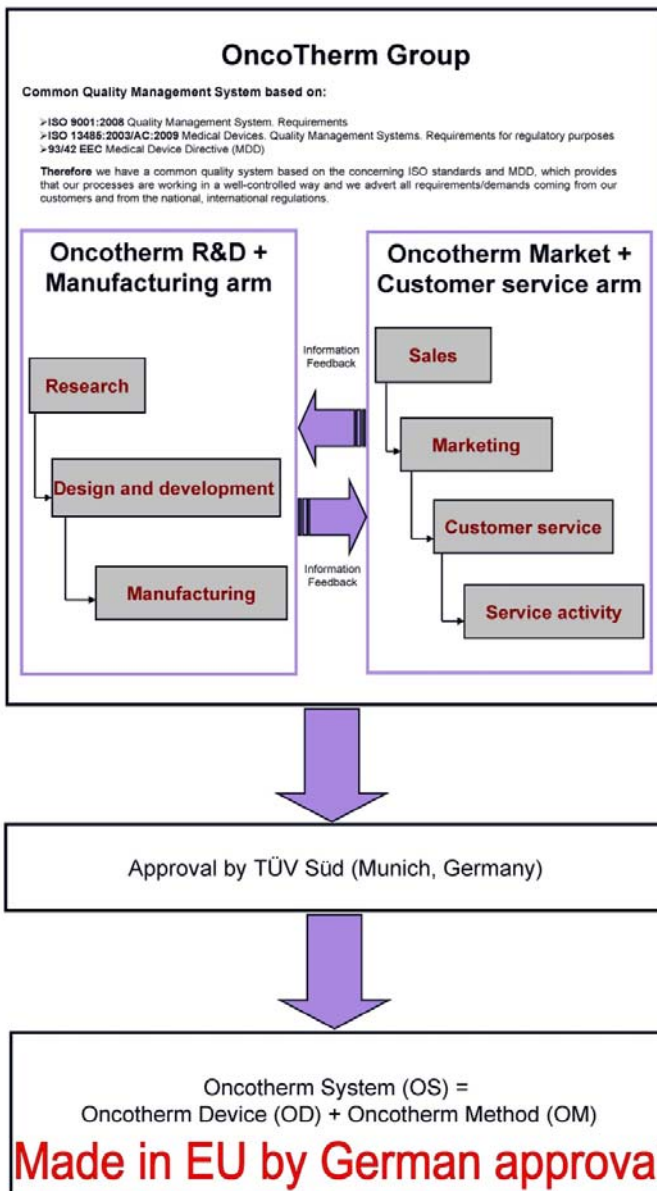 OncoTherm Group
Common Quality Management System based on:
➢ISO 9001:2008 Quality Management System. Requirements
➢ISO 13485:2003/AC:2009 Medical Devices. Quality Management Systems. Requirements for regulatory purposes
➢93/42 EEC Medical Device Directive (MDD)
Therefore we have a common quality system based on the concerning ISO standards and MDD, which provides
that our processes are working in a well-controlled way and we advert all requirements/demands coming from our
customers and from the national, international regulations.
Oncotherm R&D +
Manufacturing arm
Research
Design and development
Manufacturing
Information
Feedback
Information
Feedback
Oncotherm Market +
Customer service arm
Sales
Marketing
Customer service
Service activity
Approval by TÜV Süd (Munich, Germany)
Oncotherm System (OS) =
Oncotherm Device (OD) + Oncotherm Method (OM)
Made in EU by German approva